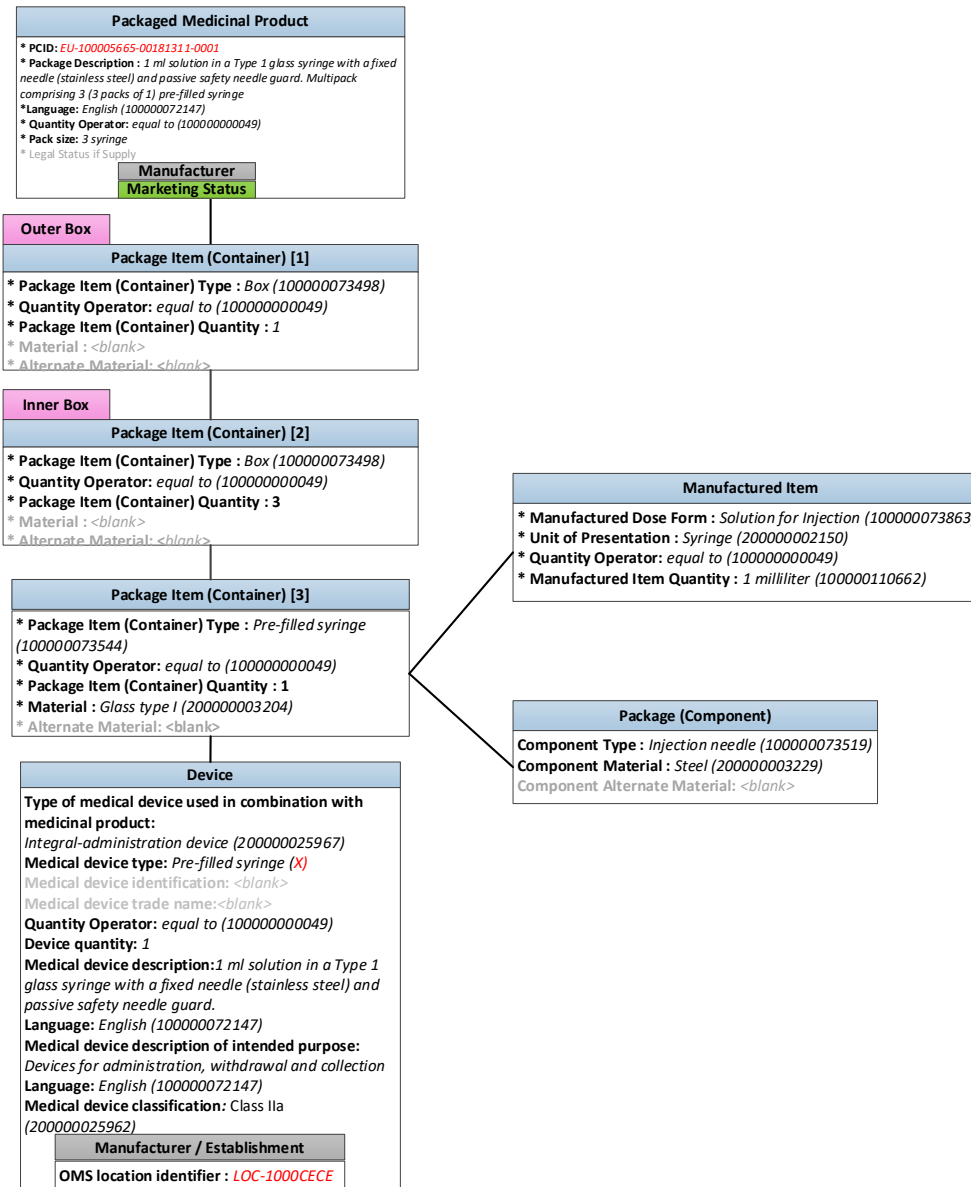 Packaged Medicinal Product
* PCID: EU-100005665-00181311-0001
* Package Description : 1 ml solution in a Type 1 glass syringe with a fixed
needle (stainless steel) and passive safety needle guard. Multipack
comprising 3 (3 packs of 1) pre-filled syringe
*Language: English (100000072147)
* Quantity Operator: equal to (100000000049)
* Pack size: 3 syringe
* Legal Status if Supply
Manufacturer
Marketing Status
Outer Box
Package Item (Container) [1]
* Package Item (Container) Type : Box (100000073498)
* Quantity Operator: equal to (100000000049)
* Package Item (Container) Quantity : 1
* Material : <blank>
* Alternate Material: <blank>
Inner Box
Package Item (Container) [2]
* Package Item (Container) Type : Box (100000073498)
* Quantity Operator: equal to (100000000049)
* Package Item (Container) Quantity : 3
* Material : <blank>
* Alternate Material: <blank>
Manufactured Item
* Manufactured Dose Form : Solution for Injection (100000073863)
* Unit of Presentation : Syringe (200000002150)
* Quantity Operator: equal to (100000000049)
* Manufactured Item Quantity : 1 milliliter (100000110662)
Package Item (Container) [3]
* Package Item (Container) Type : Pre-filled syringe
(100000073544)
* Quantity Operator: equal to (100000000049)
* Package Item (Container) Quantity : 1
* Material : Glass type I (200000003204)
* Alternate Material: <blank>
Package (Component)
Component Type : Injection needle (100000073519)
Component Material : Steel (200000003229)
Component Alternate Material: <blank>
Device
Type of medical device used in combination with
medicinal product:
Integral-administration device (200000025967)
Medical device type: Pre-filled syringe (X)
Medical device identification: <blank>
Medical device trade name:<blank>
Quantity Operator: equal to (100000000049)
Device quantity: 1
Medical device description:1 ml solution in a Type 1
glass syringe with a fixed needle (stainless steel) and
passive safety needle guard.
Language: English (100000072147)
Medical device description of intended purpose:
Devices for administration, withdrawal and collection
Language: English (100000072147)
Medical device classification: Class IIa
(200000025962)
Manufacturer / Establishment
OMS location identifier : LOC-1000CECE